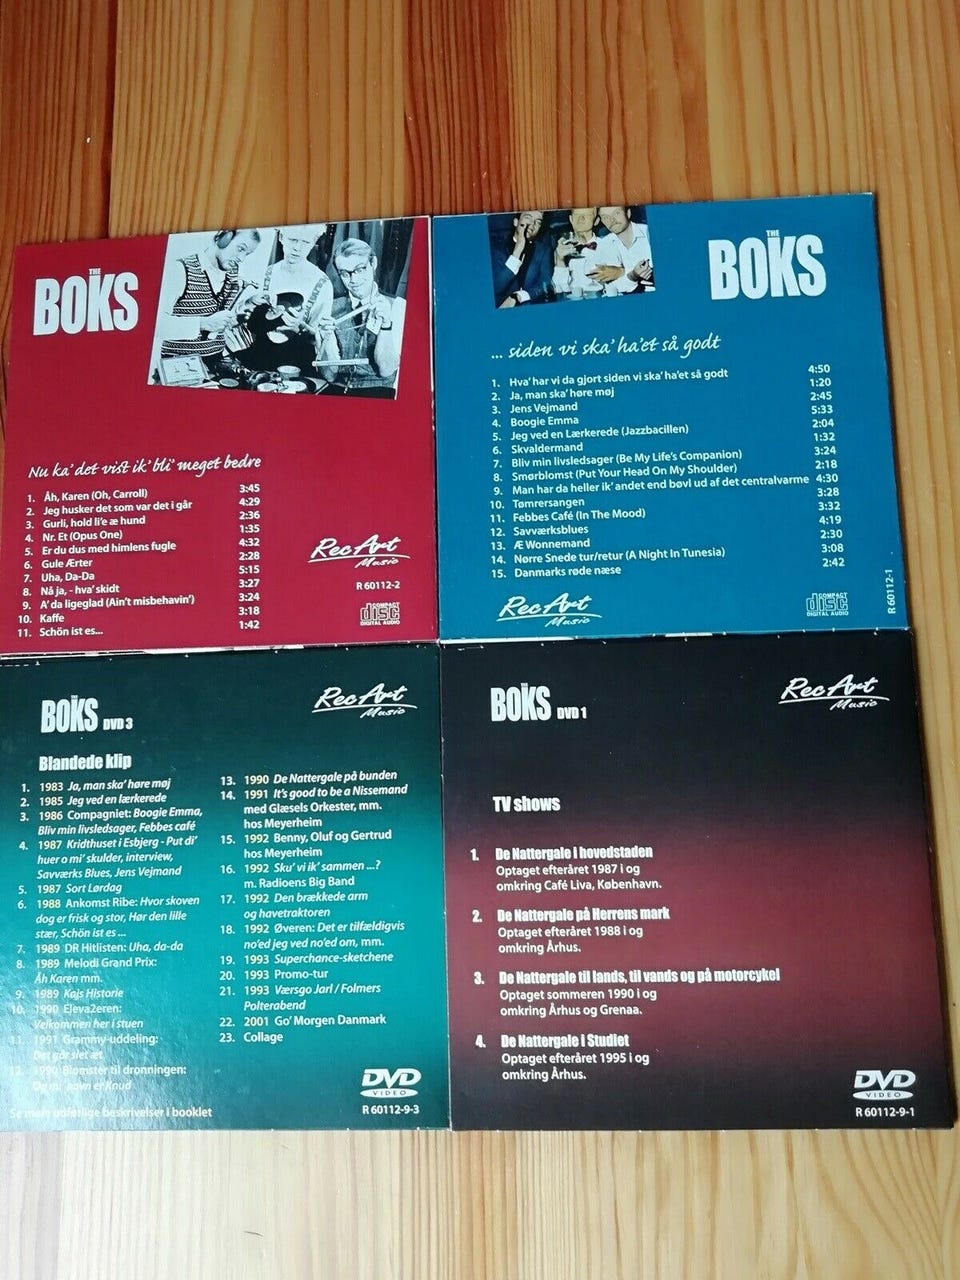 THE
BOKS
Nu ka' det vist ik' bli' meget bedre
1. Åh, Karen (Oh, Carroll) 3:45
2. Jeg husker det som var det i går 4:29
3. Gurli, hold li'e æ hund 2:36
4. Nr. Et (Opus One) 1:35
5. Er du dus med himlens fugle 4:32
6. Gule Ærter 2:28
7. Uha, Da-Da 5:15
8. Nå ja, - hva' skidt 3:27
9. A' da ligeglad (Ain't misbehavin') 3:24
10. Kaffe 3:18
11. Schön ist es... 1:42
RecArt
Music
R 60112-2
COMPACT
disc
DIGITAL AUDIO
THE
BOKS
... siden vi ska' ha'et så godt
1. Hva' har vi da gjort siden vi ska' ha'et så godt 4:50
2. Ja, man ska' høre møj 1:20
3. Jens Vejmand 2:45
4. Boogie Emma 5:33
5. Jeg ved en Lærkerede (Jazzbacillen) 2:04
6. Skvaldermand 1:32
7. Bliv min livsledsager (Be My Life's Companion) 3:24
8. Smørblomst (Put Your Head On My Shoulder) 2:18
9. Man har da heller ik' andet end bøvl ud af det centralvarme 4:30
10. Tømrersangen 3:28
11. Febbes Café (In The Mood) 3:32
12. Savværksblues 4:19
13. Æ Wonnemand 2:30
14. Nørre Snede tur/retur (A Night In Tunesia) 3:08
15. Danmarks røde næse 2:42
RecArt
Music
COMPACT
disc
DIGITAL AUDIO
R 60112-1
THE
BOKS DVD 3
RecArt
Music
Blandede klip
1. 1983 Ja, man ska' høre møj
2. 1985 Jeg ved en lærkerede
3. 1986 Compagniet: Boogie Emma,
Bliv min livsledsager, Febbes café
4. 1987 Kridthuset i Esbjerg - Put di'
huer o mi' skulder, interview,
Savværks Blues, Jens Vejmand
5. 1987 Sort Lørdag
6. 1988 Ankomst Ribe: Hvor skoven
dog er frisk og stor, Hør den lille
stær, Schön ist es ...
7. 1989 DR Hitlisten: Uha, da-da
8. 1989 Melodi Grand Prix:
Åh Karen mm.
9. 1989 Kajs Historie
10. 1990 Eleva2eren:
Velkommen her i stuen
11. 1991 Grammy-uddeling:
Det går slet æt
12. 1990 Blomster til dronningen:
navn er Knud
13. 1990 De Nattergale på bunden
14. 1991 It's good to be a Nissemand
med Glæsels Orkester, mm.
hos Meyerheim
15. 1992 Benny, Oluf og Gertrud
hos Meyerheim
16. 1992 Sku' vi ik' sammen ...?
m. Radioens Big Band
17. 1992 Den brækkede arm
og havetraktoren
18. 1992 Øveren: Det er tilfældigvis
no'ed jeg ved no'ed om, mm.
19. 1993 Superchance-sketchene
20. 1993 Promo-tur
21. 1993 Værsgo Jarl / Folmers
Polterabend
22. 2001 Go' Morgen Danmark
23. Collage
Se mere udførlige beskrivelser i booklet
DVD
VIDEO
R 60112-9-3
THE
BOKS DVD 1
RecArt
Music
TV shows
1. De Nattergale i hovedstaden
Optaget efteråret 1987 i og
omkring Café Liva, København.
2. De Nattergale på Herrens mark
Optaget efteråret 1988 i og
omkring Århus.
3. De Nattergale til lands, til vands og på motorcykel
Optaget sommeren 1990 i og
omkring Århus og Grenaa.
4. De Nattergale i Studiet
Optaget efteråret 1995 i og
omkring Århus.
DVD
VIDEO
R 60112-9-1